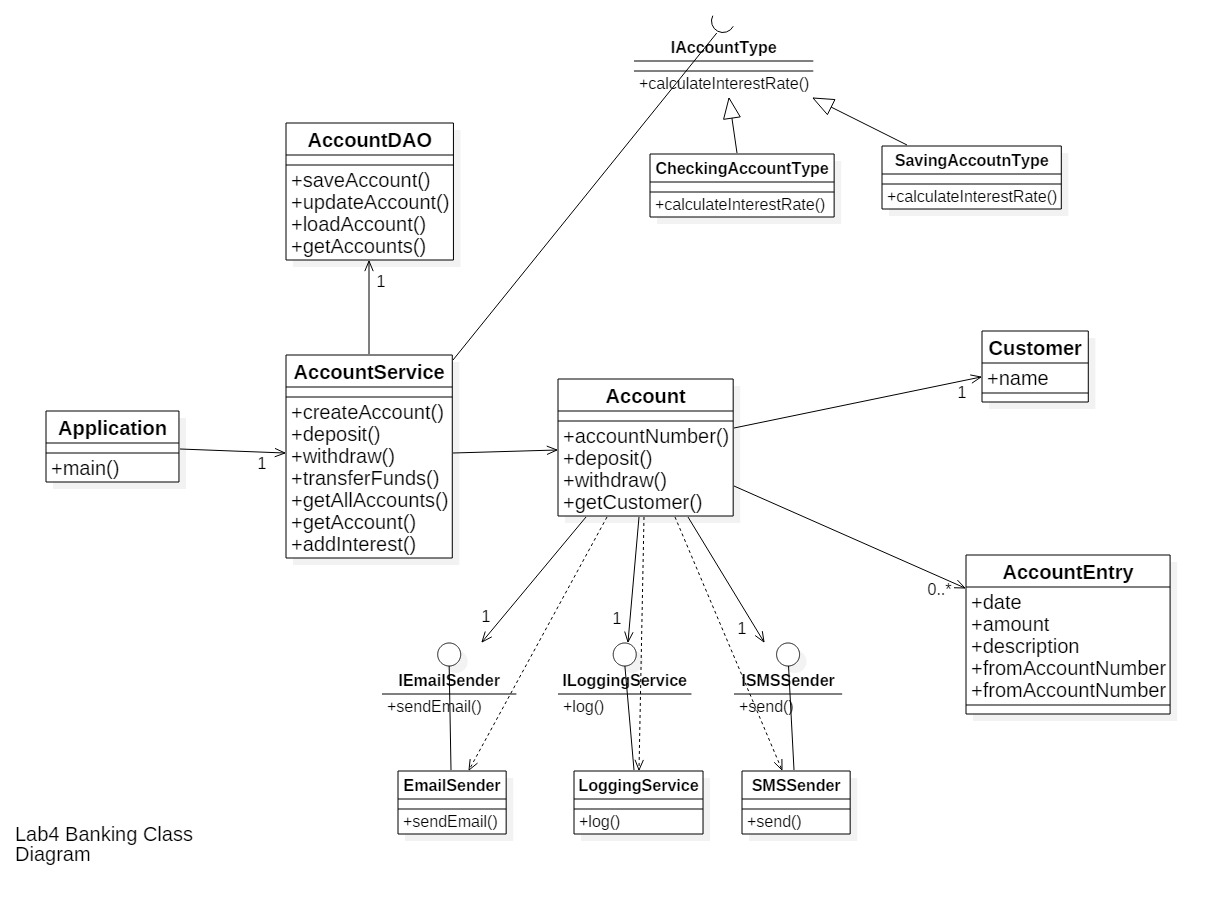 IAccountType
+calculateInterestRate()
AccountDAO
+saveAccount()
+updateAccount()
+loadAccount()
+getAccounts()
CheckingAccountType
+calculateInterestRate()
SavingAccoutnType
+calculateInterestRate()
1
AccountService
+createAccount()
+deposit()
+withdraw()
+transferFunds()
+getAllAccounts()
+getAccount()
+addInterest()
Application
+main()
1
Account
+accountNumber()
+deposit()
+withdraw()
+getCustomer()
Customer
+name
1
AccountEntry
+date
+amount
+description
+fromAccountNumber
+fromAccountNumber
0..*
1
1
1
IEmailSender
+sendEmail()
ILoggingService
+log()
ISMSSender
+send()
EmailSender
+sendEmail()
LoggingService
+log()
SMSSender
+send()
Lab4 Banking Class
Diagram